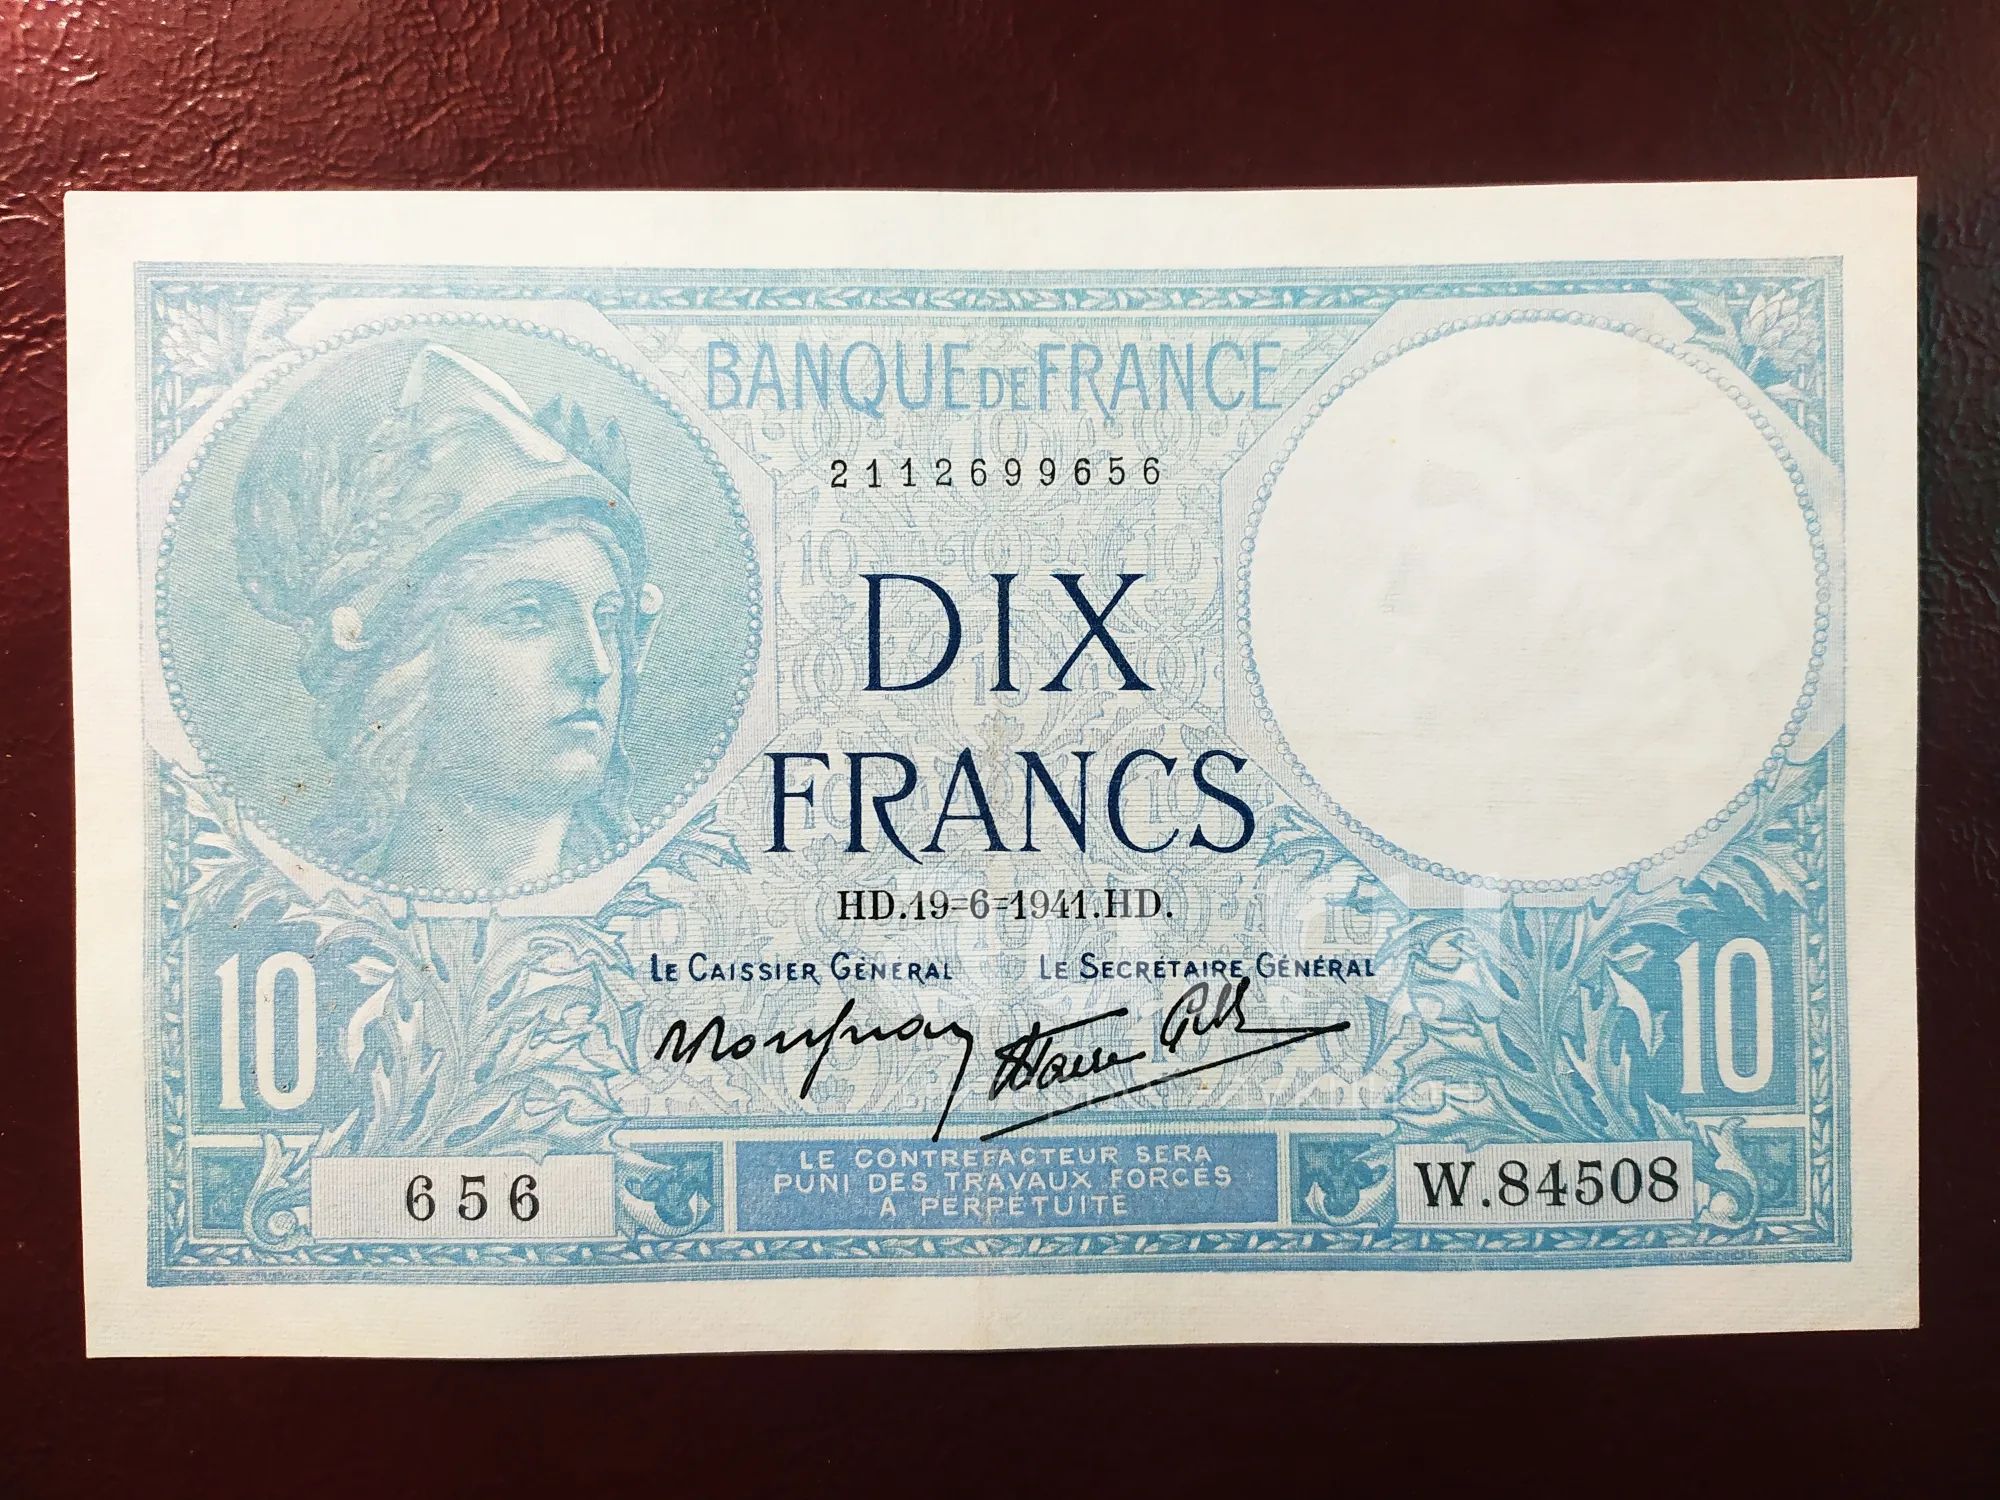 BANQUE DE FRANCE
2112699656
DIX
FRANCS
HD.19=6=1941.HD.
LE CAISSIER GÉNÉRAL LE SECRÉTAIRE GÉNÉRAL
10 10
656 W.84508
LE CONTREFACTEUR SERA
PUNI DES TRAVAUX FORCÉS
A PERPÉTUITÉ